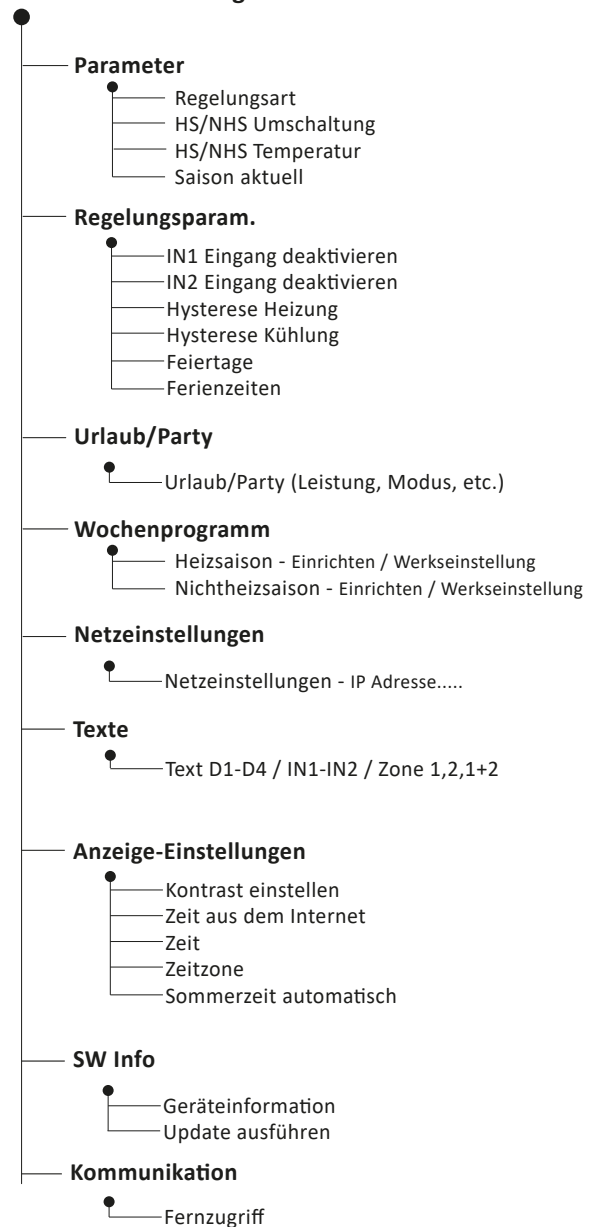 Parameter
Regelungsart
HS/NHS Umschaltung
HS/NHS Temperatur
Saison aktuell
Regelungsparam.
IN1 Eingang deaktivieren
IN2 Eingang deaktivieren
Hysterese Heizung
Hysterese Kühlung
Feiertage
Ferienzeiten
Urlaub/Party
Urlaub/Party (Leistung, Modus, etc.)
Wochenprogramm
Heizsaison - Einrichten / Werkseinstellung
Nichtheizsaison - Einrichten / Werkseinstellung
Netzeinstellungen
Netzeinstellungen - IP Adresse.....
Texte
Text D1-D4 / IN1-IN2 / Zone 1,2,1+2
Anzeige-Einstellungen
Kontrast einstellen
Zeit aus dem Internet
Zeit
Zeitzone
Sommerzeit automatisch
SW Info
Geräteinformation
Update ausführen
Kommunikation
Fernzugriff